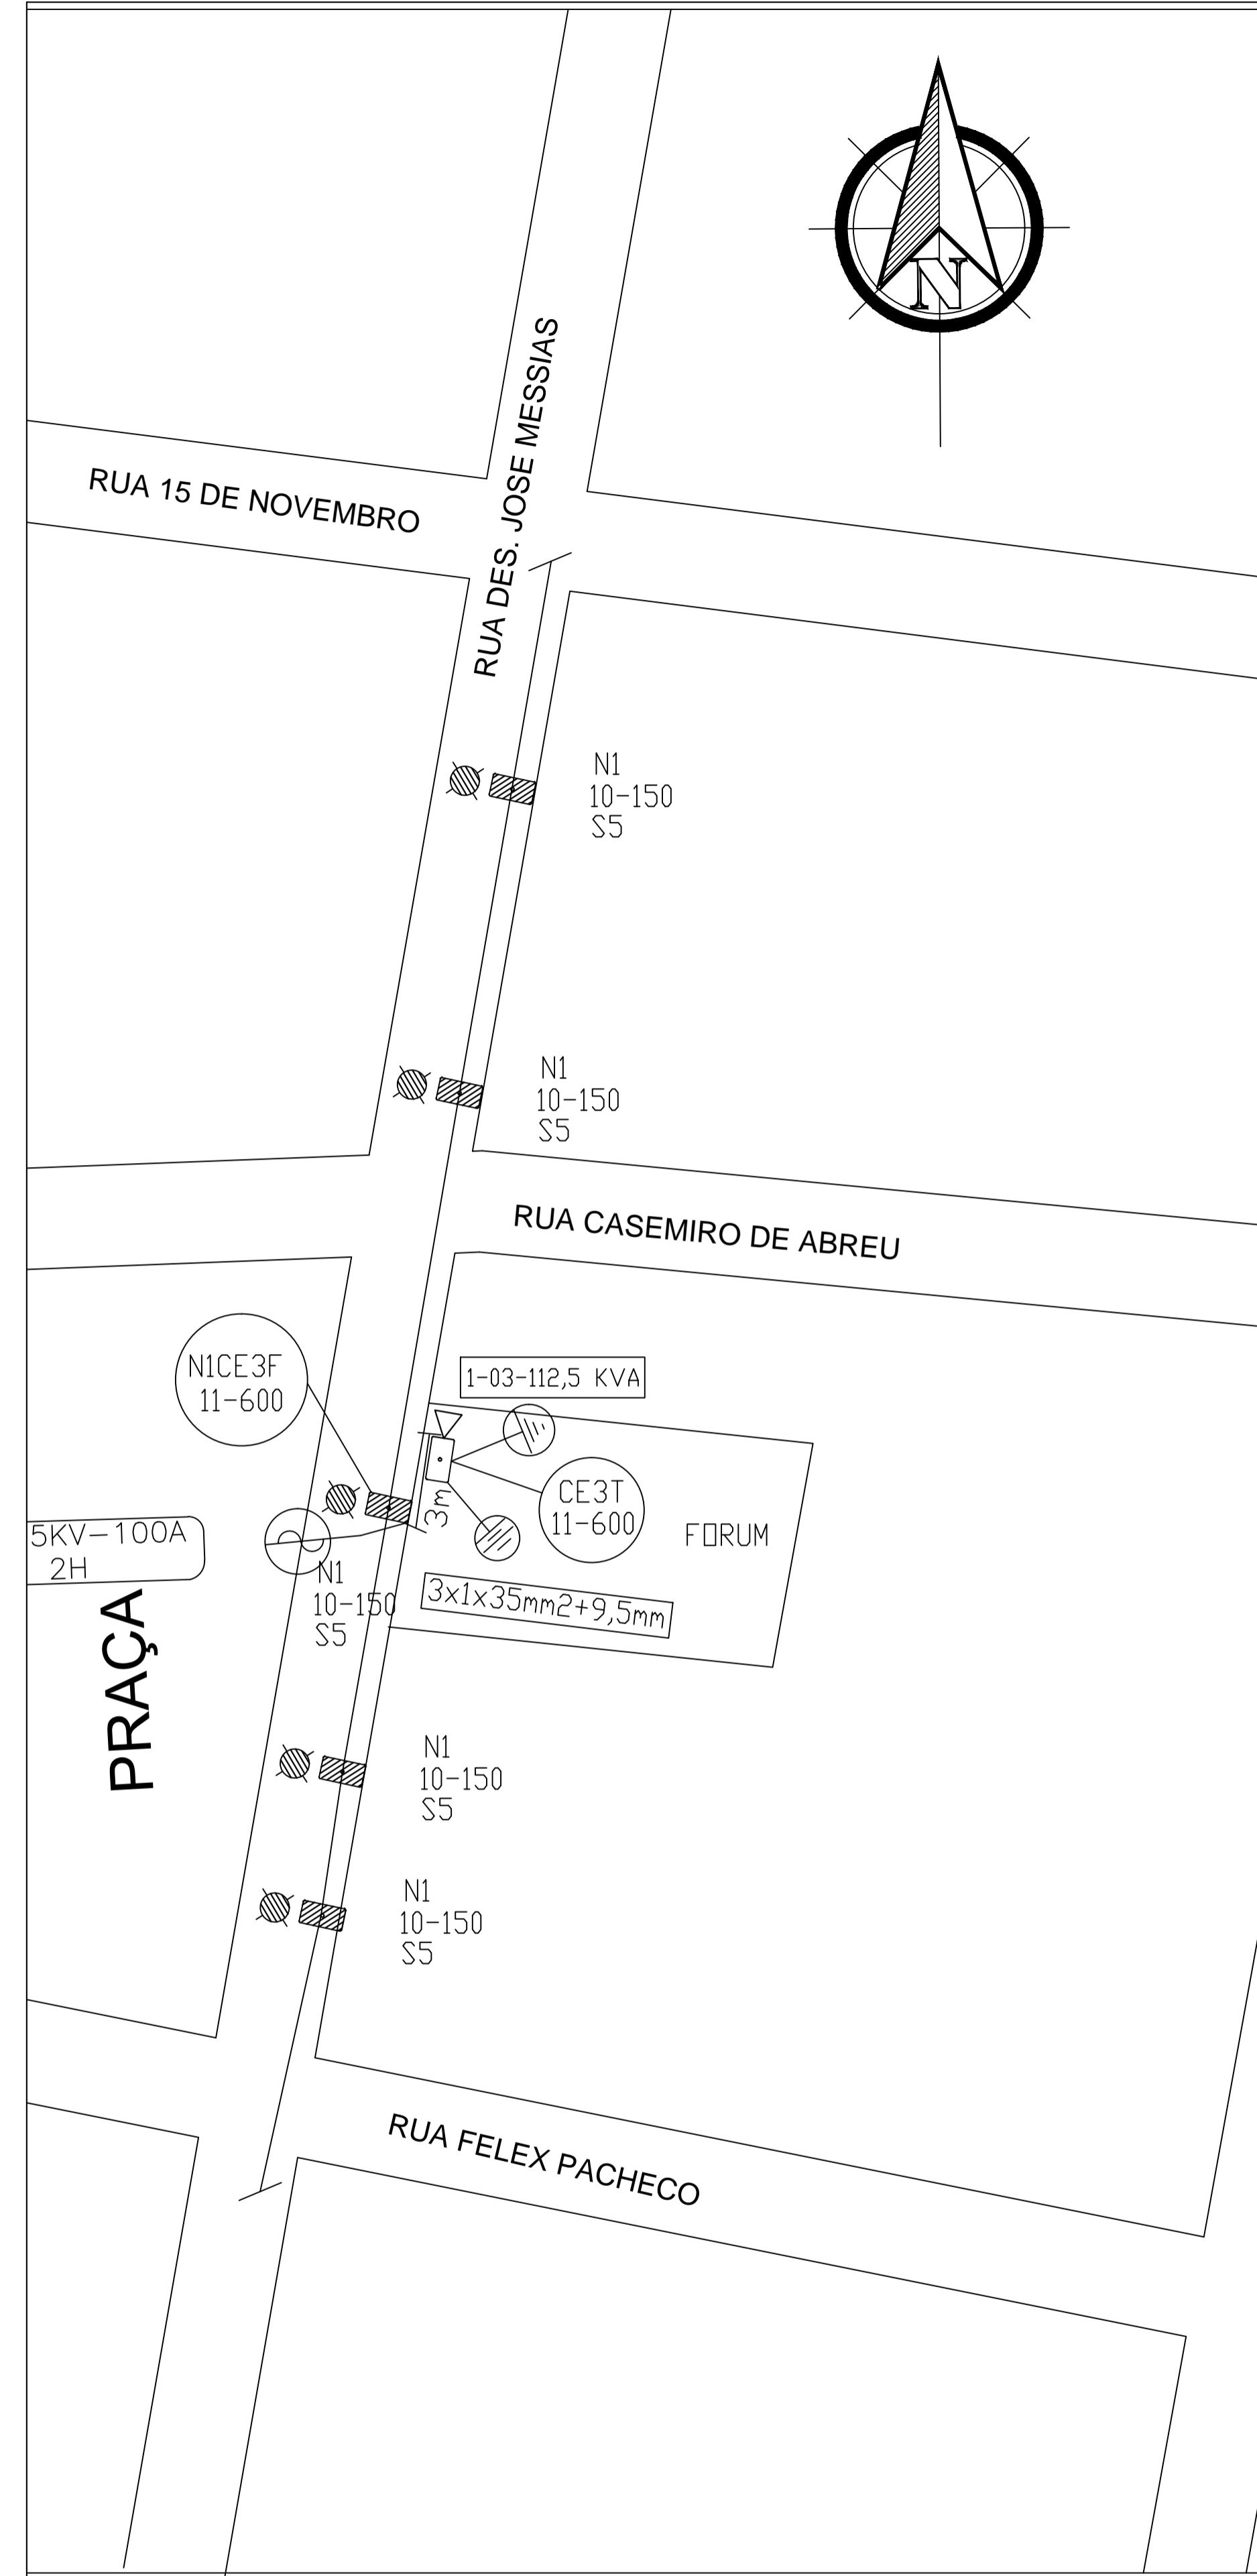 N
RUA DES. JOSE MESSIAS
RUA 15 DE NOVEMBRO
N1
10-150
S5
N1
10-150
S5
RUA CASEMIRO DE ABREU
N1CE3F
11-600
1-03-112,5 KVA
CE3T
11-600
3m
FORUM
5KV-100A
2H
N1
10-150
S5
3x1x35mm2+9,5mm
PRAÇA
N1
10-150
S5
N1
10-150
S5
RUA FELEX PACHECO